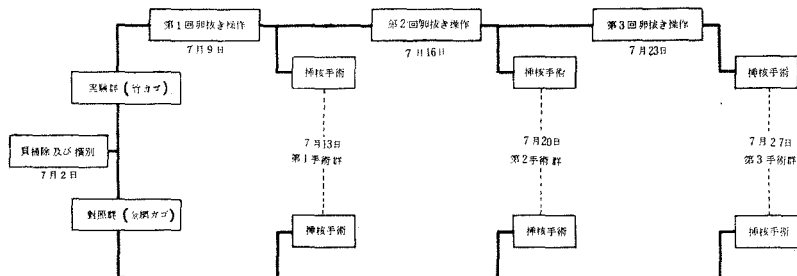 第1回卵抜き操作
7月9日
第2回卵抜き操作
7月16日
第3回卵抜き操作
7月23日
挿核手術
挿核手術
挿核手術
実験群(竹カゴ)
貝掃除及び撰別
7月2日
7月13日
第1手術群
7月20日
第2手術群
7月27日
第3手術群
対照群(金網カゴ)
挿核手術
挿核手術
挿核手術